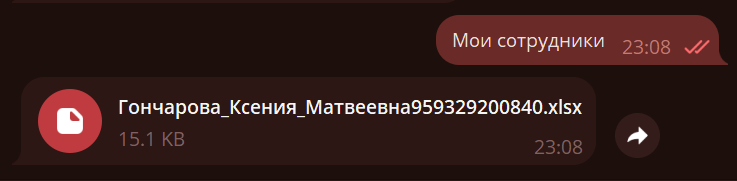 Мои сотрудники 23:08
Гончарова_Ксения_Матвеевна959329200840.xlsx
15.1 KB 23:08